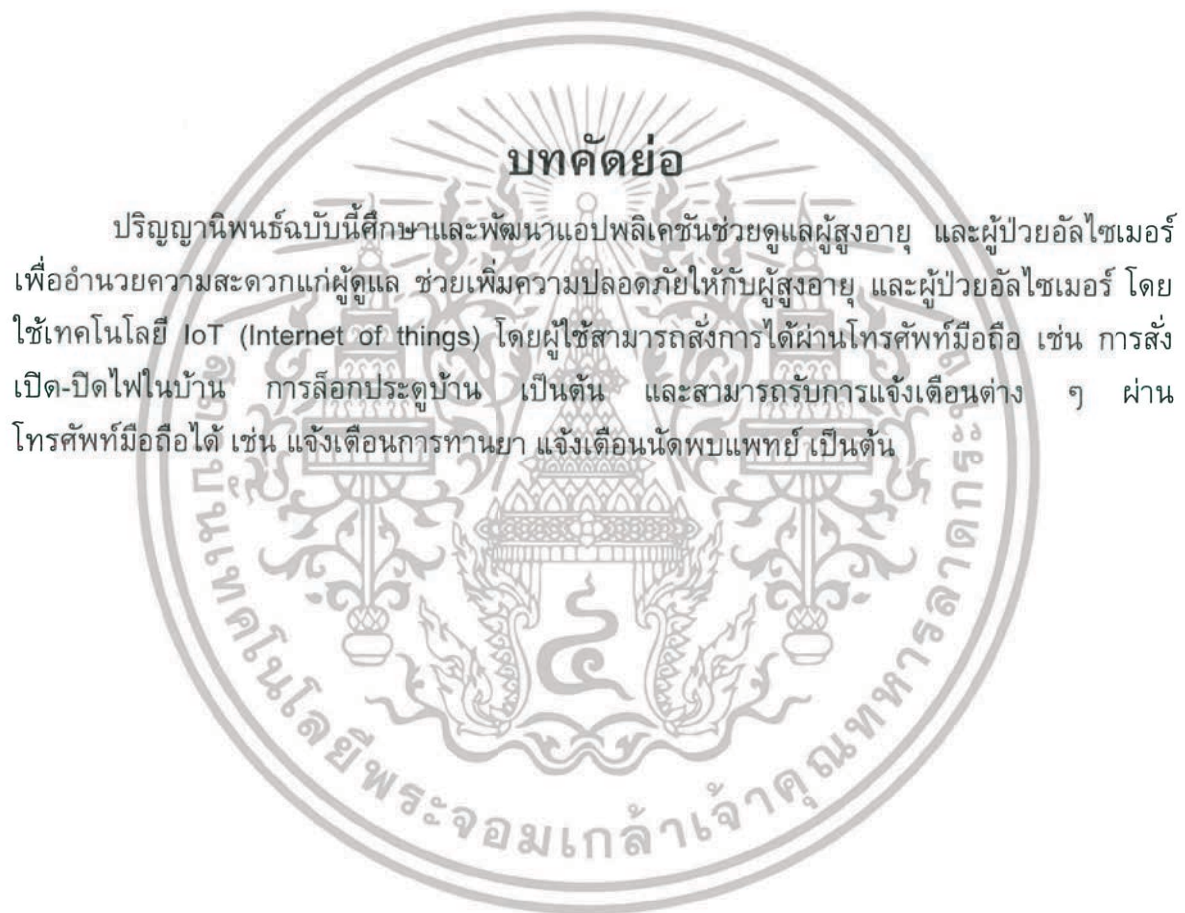 บทคัดย่อ
ปริญญานิพนธ์ฉบับนี้ศึกษาและพัฒนาแอปพลิเคชันช่วยดูแลผู้สูงอายุ และผู้ป่วยอัลไซเมอร์
เพื่ออำนวยความสะดวกแก่ผู้ดูแล ช่วยเพิ่มความปลอดภัยให้กับผู้สูงอายุ และผู้ป่วยอัลไซเมอร์ โดย
ใช้เทคโนโลยี IoT (Internet of things) โดยผู้ใช้สามารถสั่งการได้ผ่านโทรศัพท์มือถือ เช่น การสั่ง
เปิด-ปิดไฟในบ้าน การล็อกประตูบ้าน เป็นต้น และสามารถรับการแจ้งเตือนต่าง ๆ ผ่าน
โทรศัพท์มือถือได้ เช่น แจ้งเตือนการทานยา แจ้งเตือนนัดพบแพทย์ เป็นต้น
สถาบันเทคโนโลยีพระจอมเกล้าเจ้าคุณทหารลาดกระบัง
๔